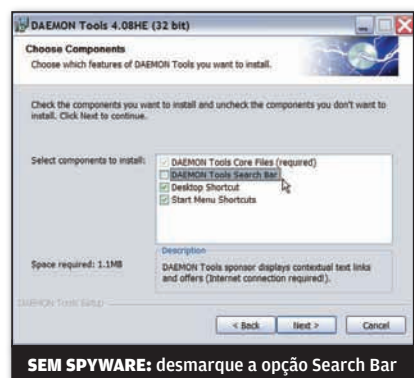 DAEMON Tools 4.08HE (32 bit)
Choose Components
Choose which features of DAEMON Tools you want to install.
Check the components you want to install and uncheck the components you don't want to
install. Click Next to continue.
Select components to install:
DAEMON Tools Core Files (required)
DAEMON Tools Search Bar
Desktop Shortcut
Start Menu Shortcuts
Space required: 1.1MB
Description
DAEMON Tools sponsor displays contextual text links
and offers (Internet connection required!).
DAEMON Tools Setup
< Back
Next >
Cancel
SEM SPYWARE: desmarque a opção Search Bar